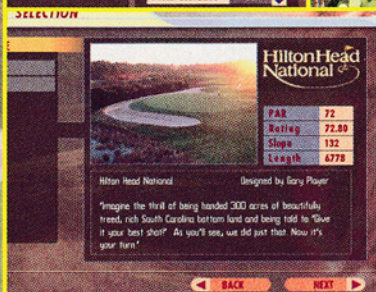 SELECTION
Hilton Head
National
PAR 72
Rating 72.80
Slope 132
Length 6778
Hilton Head National Designed by Gary Player
"Imagine the thrill of being handed 300 acres of beautifully
treed, rich South Carolina bottom land and being told to "Give
it your best shot!" As you'll see, we did just that. Now it's
your turn."
BACK NEXT